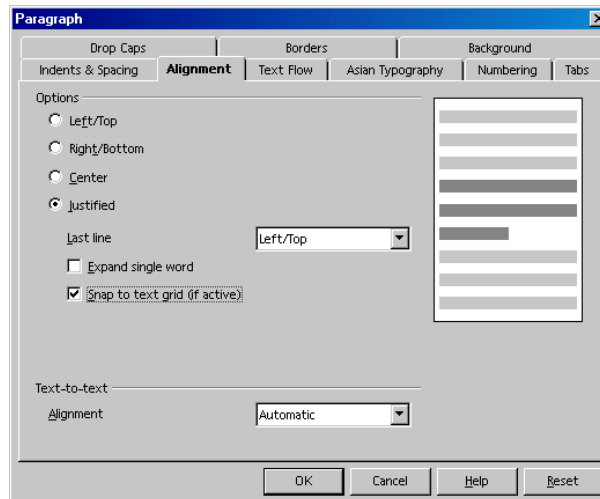 Paragraph
Drop Caps Borders Background
Indents & Spacing Alignment Text Flow Asian Typography Numbering Tabs
Options
Left/Top
Right/Bottom
Center
Justified
Last line Left/Top
Expand single word
Snap to text grid (if active)
Text-to-text
Alignment Automatic
OK Cancel Help Reset